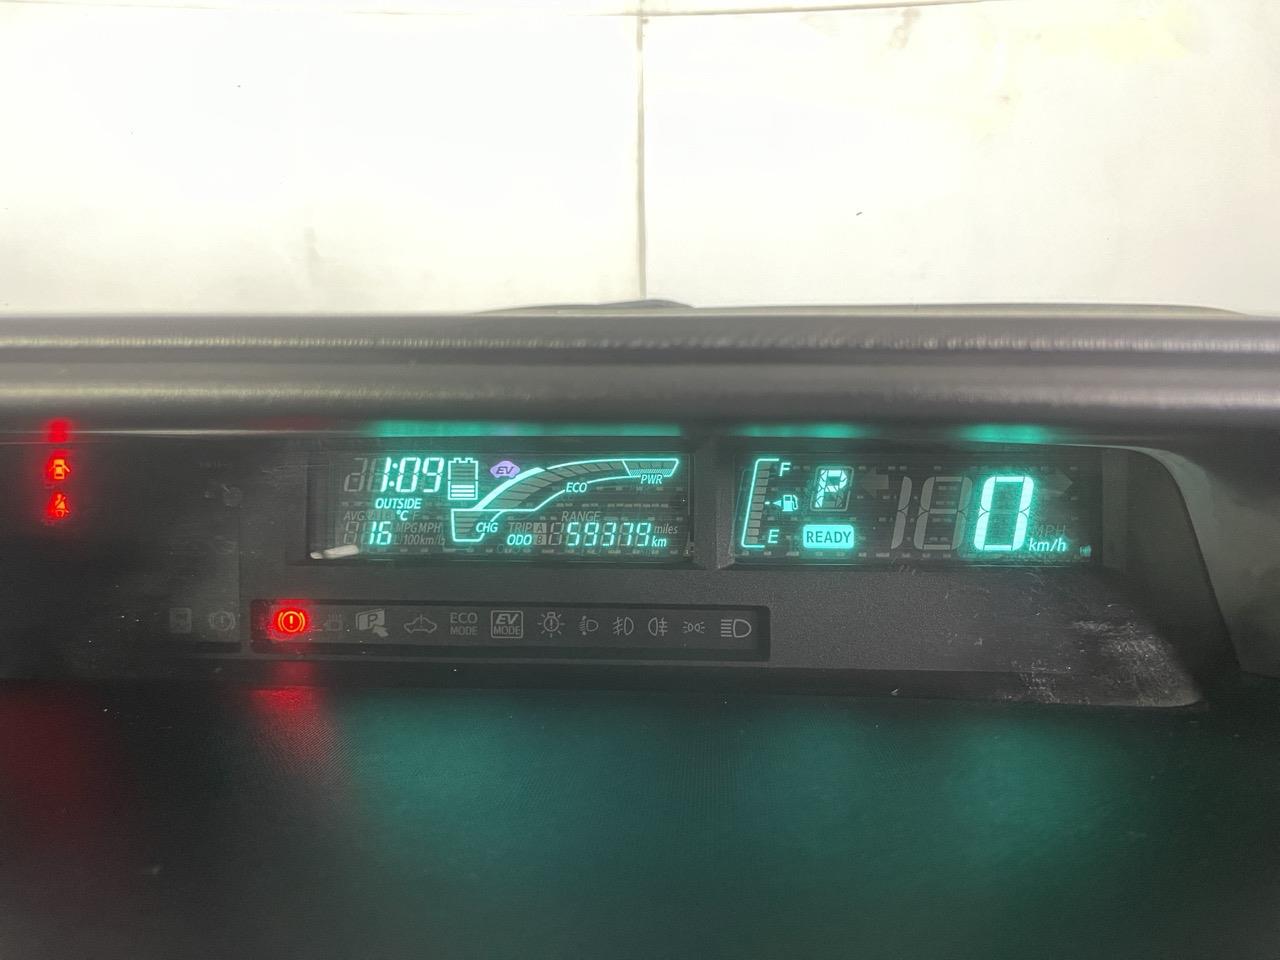 1:09
EV
OUTSIDE
°C
AVG
16
MPG MPH
L/100km/h
CHG
ECO
PWR
RANGE
TRIP A B
ODO
59379
miles
km
F
E
P
READY
180
MPH
km/h
P
ECO
MODE
EV
MODE